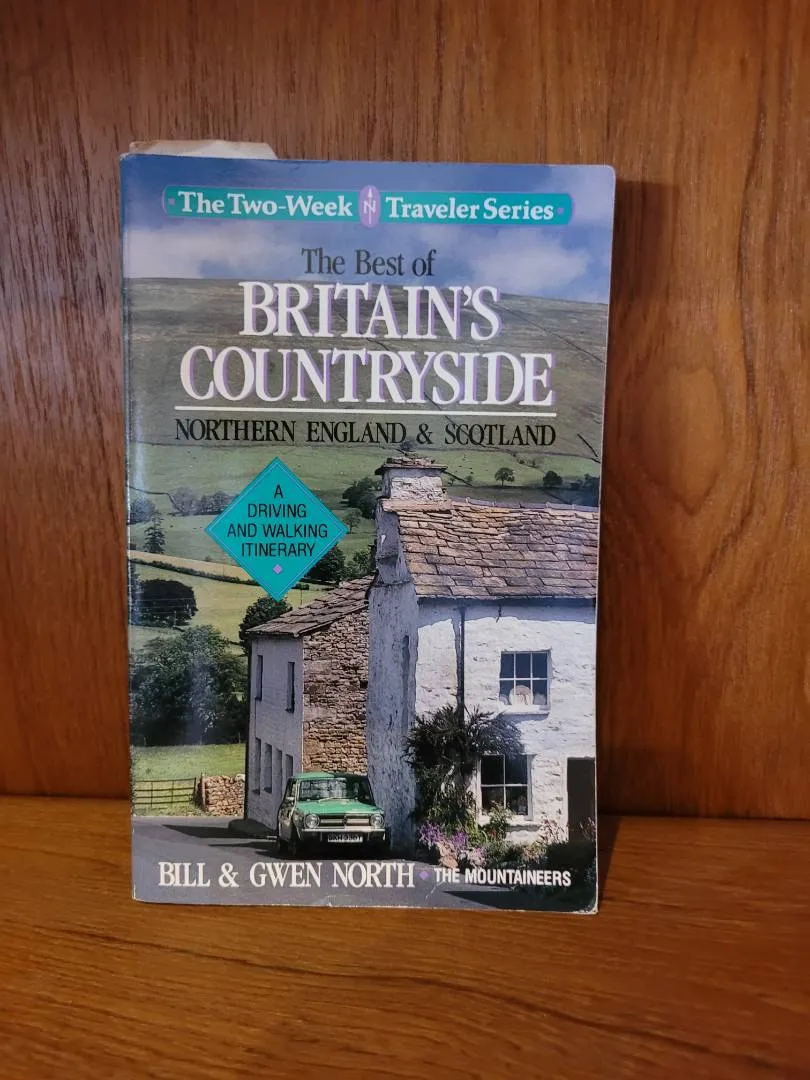 The Two-Week N Traveler Series
The Best of
BRITAIN'S
COUNTRYSIDE
NORTHERN ENGLAND & SCOTLAND
A
DRIVING
AND WALKING
ITINERARY
BILL & GWEN NORTH
THE MOUNTAINEERS